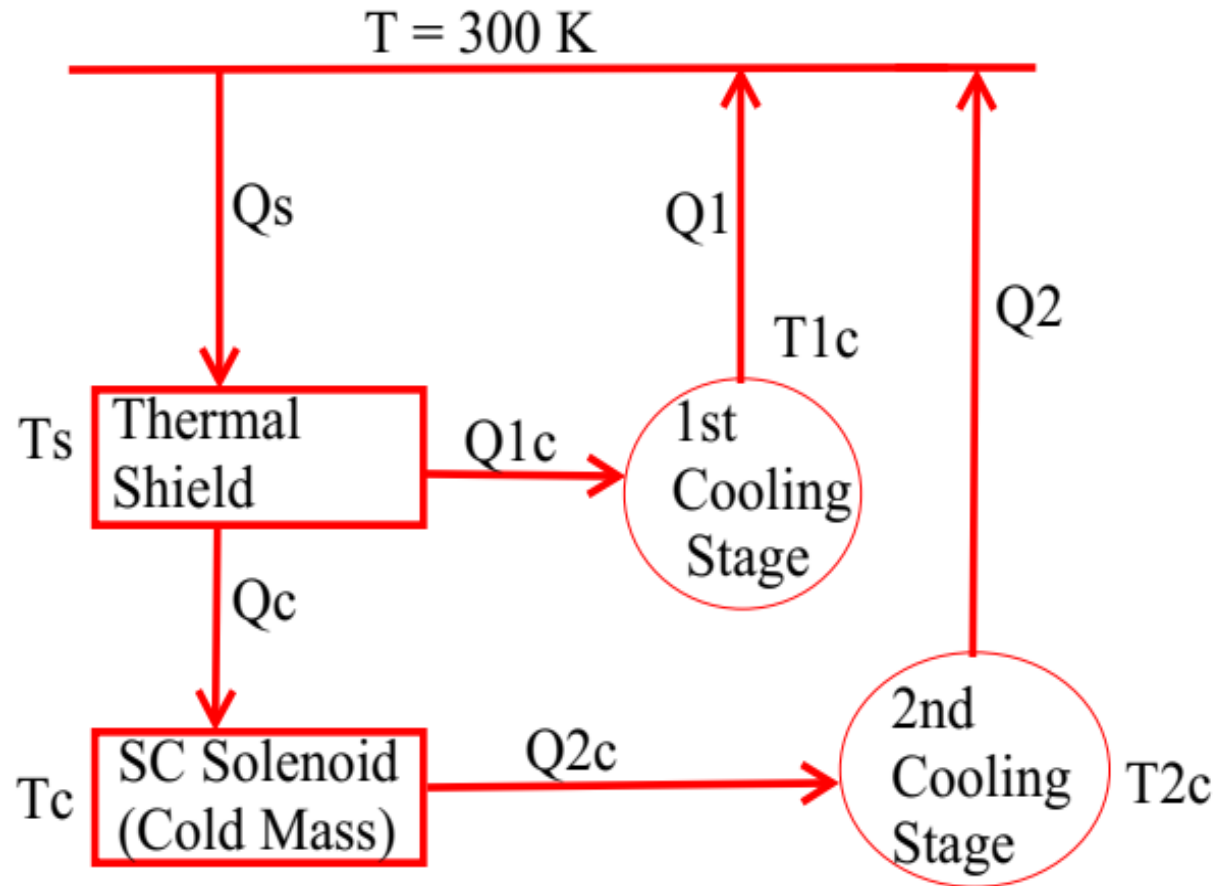 T = 300 K
Qs
Q1
Q2
T1c
Ts
Thermal
Shield
Q1c
1st
Cooling
Stage
Qc
Tc
SC Solenoid
(Cold Mass)
Q2c
2nd
Cooling
Stage
T2c